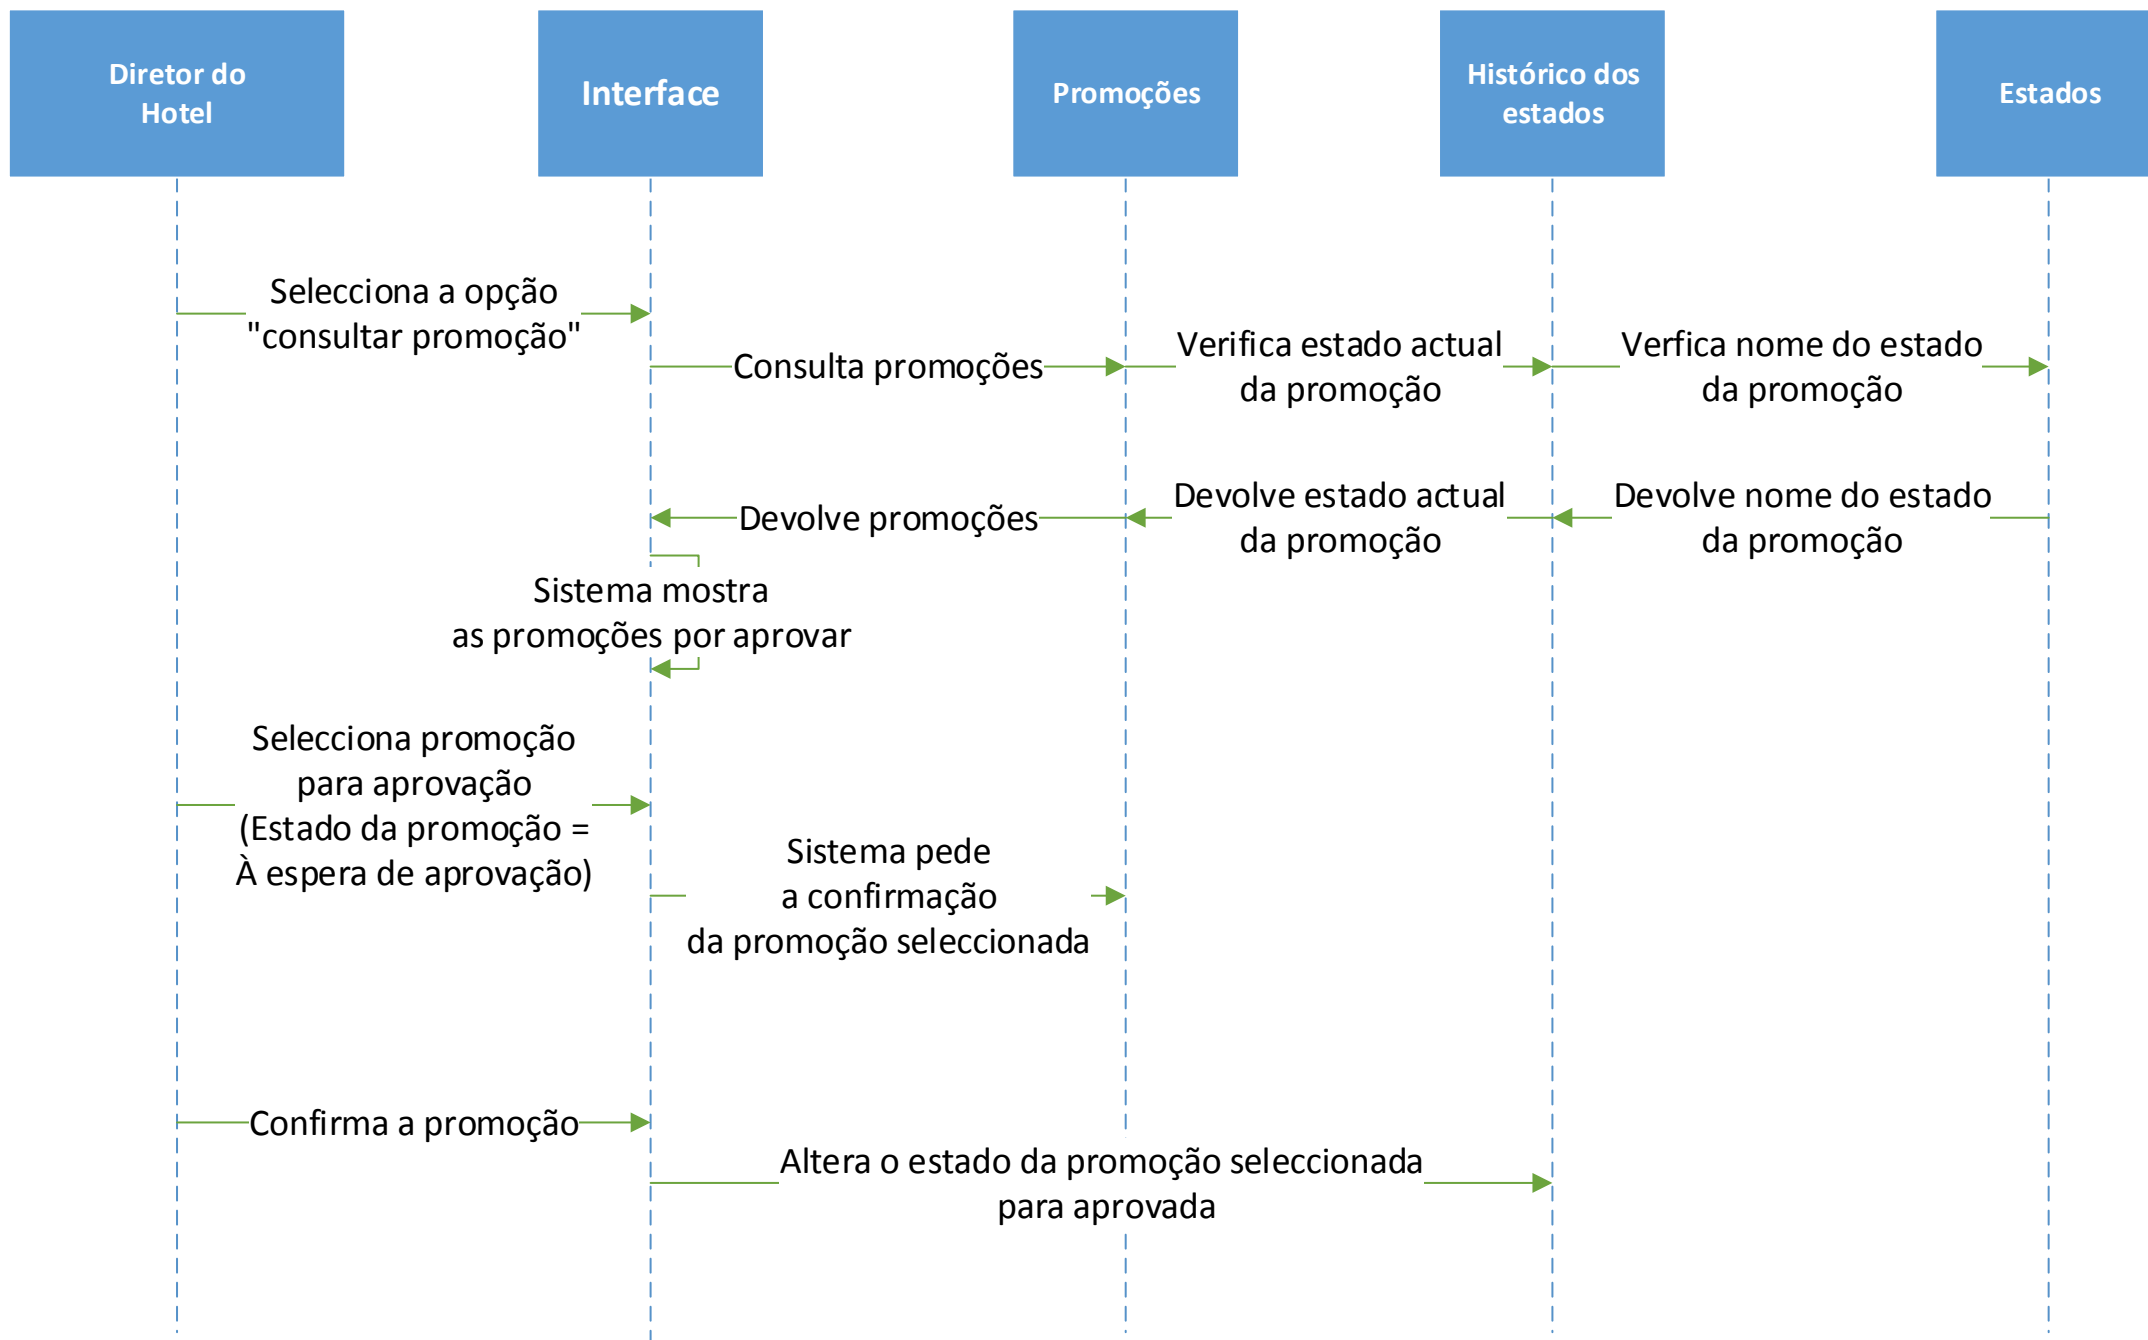 Diretor do
Hotel
Interface
Promoções
Histórico dos
estados
Estados
Selecciona a opção
"consultar promoção"
Consulta promoções
Verifica estado actual
da promoção
Verfica nome do estado
da promoção
Devolve promoções
Devolve estado actual
da promoção
Devolve nome do estado
da promoção
Sistema mostra
as promoções por aprovar
Selecciona promoção
para aprovação
(Estado da promoção =
À espera de aprovação)
Sistema pede
a confirmação
da promoção seleccionada
Confirma a promoção
Altera o estado da promoção seleccionada
para aprovada